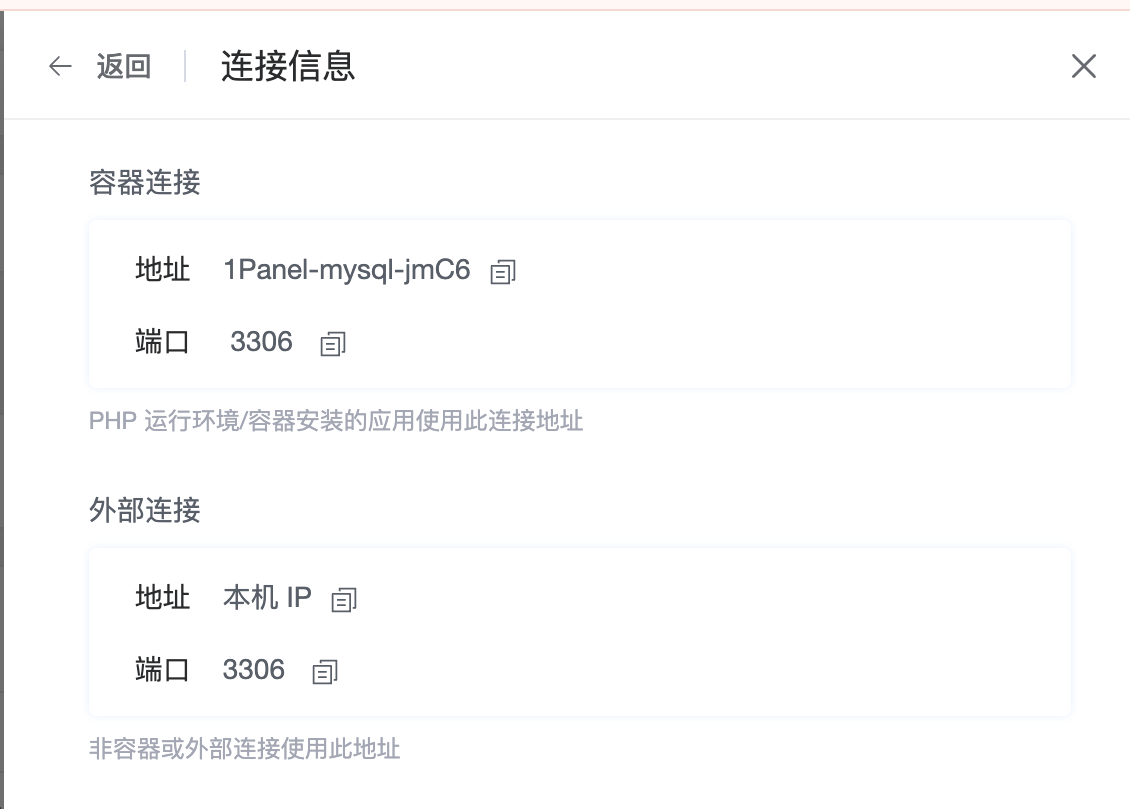 返回
连接信息
容器连接
地址 1Panel-mysql-jmC6
端口 3306
PHP 运行环境/容器安装的应用使用此连接地址
外部连接
地址 本机 IP
端口 3306
非容器或外部连接使用此地址